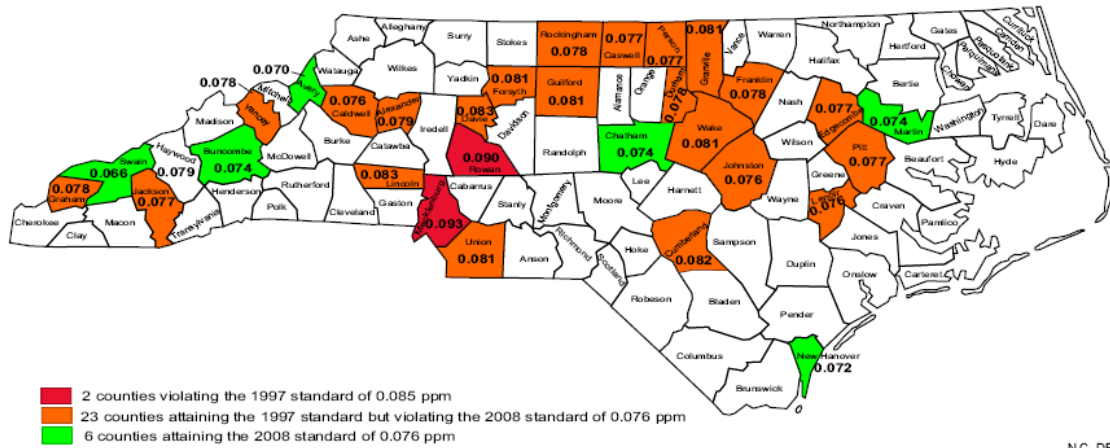 Alleghany
Ashe
Surry
Stokes
Rockingham
0.078
0.077
Caswell
Person
0.077
0.081
Granville
Vance
Warren
Northampton
Gates
Currituck
Camden
Pasquotank
Perquimans
Chowan
Hertford
Halifax
Bertie
0.070
Avery
Watauga
Wilkes
Yadkin
0.081
Forsyth
Guilford
0.081
Alamance
Orange
Durham
0.078
Franklin
0.078
Nash
0.077
Edgecombe
0.074
Martin
Washington
Tyrrell
Dare
0.078
Mitchell
Yancey
Madison
0.076
Caldwell
Alexander
0.079
Iredell
0.083
Davie
Davidson
Randolph
Chatham
0.074
Wake
0.081
Wilson
Pitt
0.077
Beaufort
Hyde
Swain
0.066
Haywood
0.079
Buncombe
0.074
McDowell
Burke
Catawba
0.090
Rowan
Johnston
0.076
Greene
0.078
Graham
Jackson
0.077
Henderson
Rutherford
0.083
Lincoln
Cabarrus
Stanly
Montgomery
Moore
Lee
Harnett
Wayne
Lenoir
0.076
Craven
Pamlico
Cherokee
Macon
Clay
Transylvania
Polk
Cleveland
Gaston
Mecklenburg
0.093
Union
0.081
Anson
Richmond
Scotland
Hoke
Cumberland
0.082
Sampson
Duplin
Jones
Onslow
Carteret
Robeson
Bladen
Pender
Columbus
New Hanover
0.072
Brunswick
2 counties violating the 1997 standard of 0.085 ppm
23 counties attaining the 1997 standard but violating the 2008 standard of 0.076 ppm
6 counties attaining the 2008 standard of 0.076 ppm